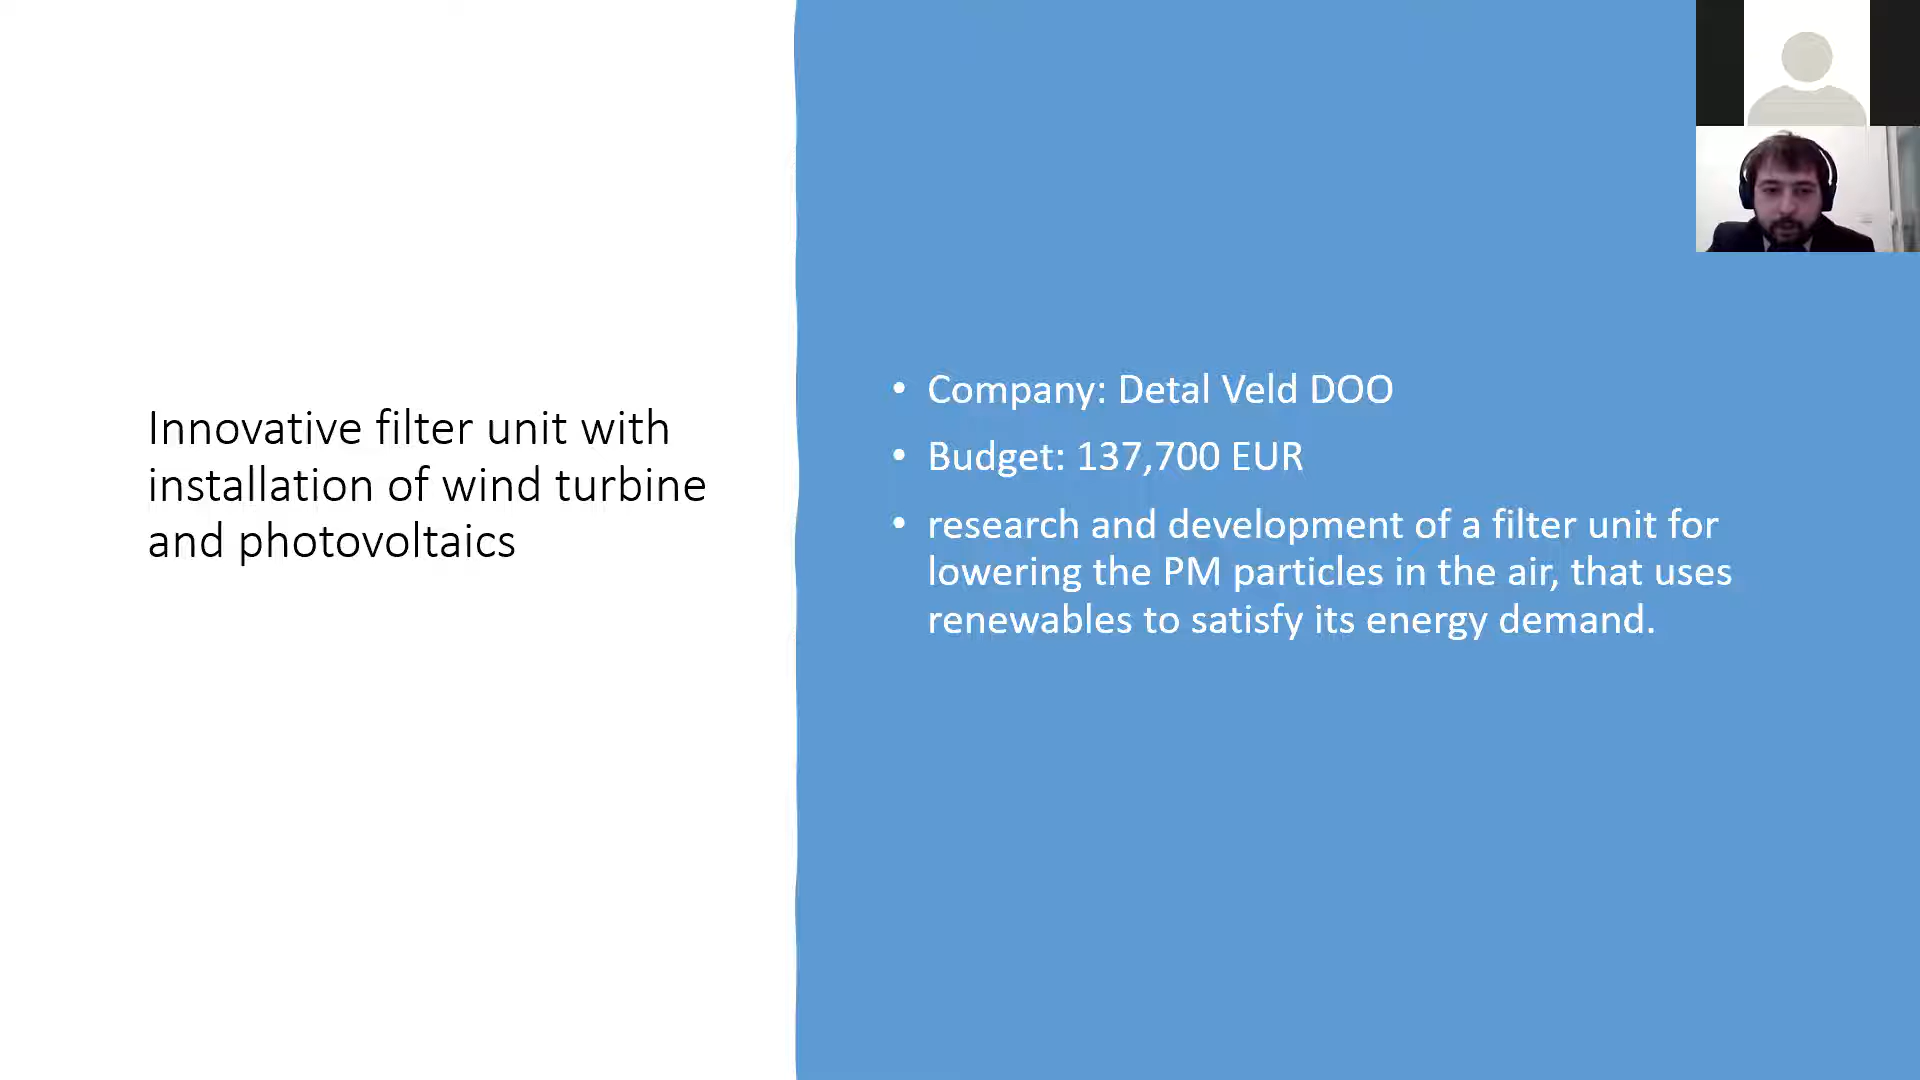 Innovative filter unit with
installation of wind turbine
and photovoltaics
• Company: Detal Veld DOO
• Budget: 137,700 EUR
• research and development of a filter unit for
lowering the PM particles in the air, that uses
renewables to satisfy its energy demand.